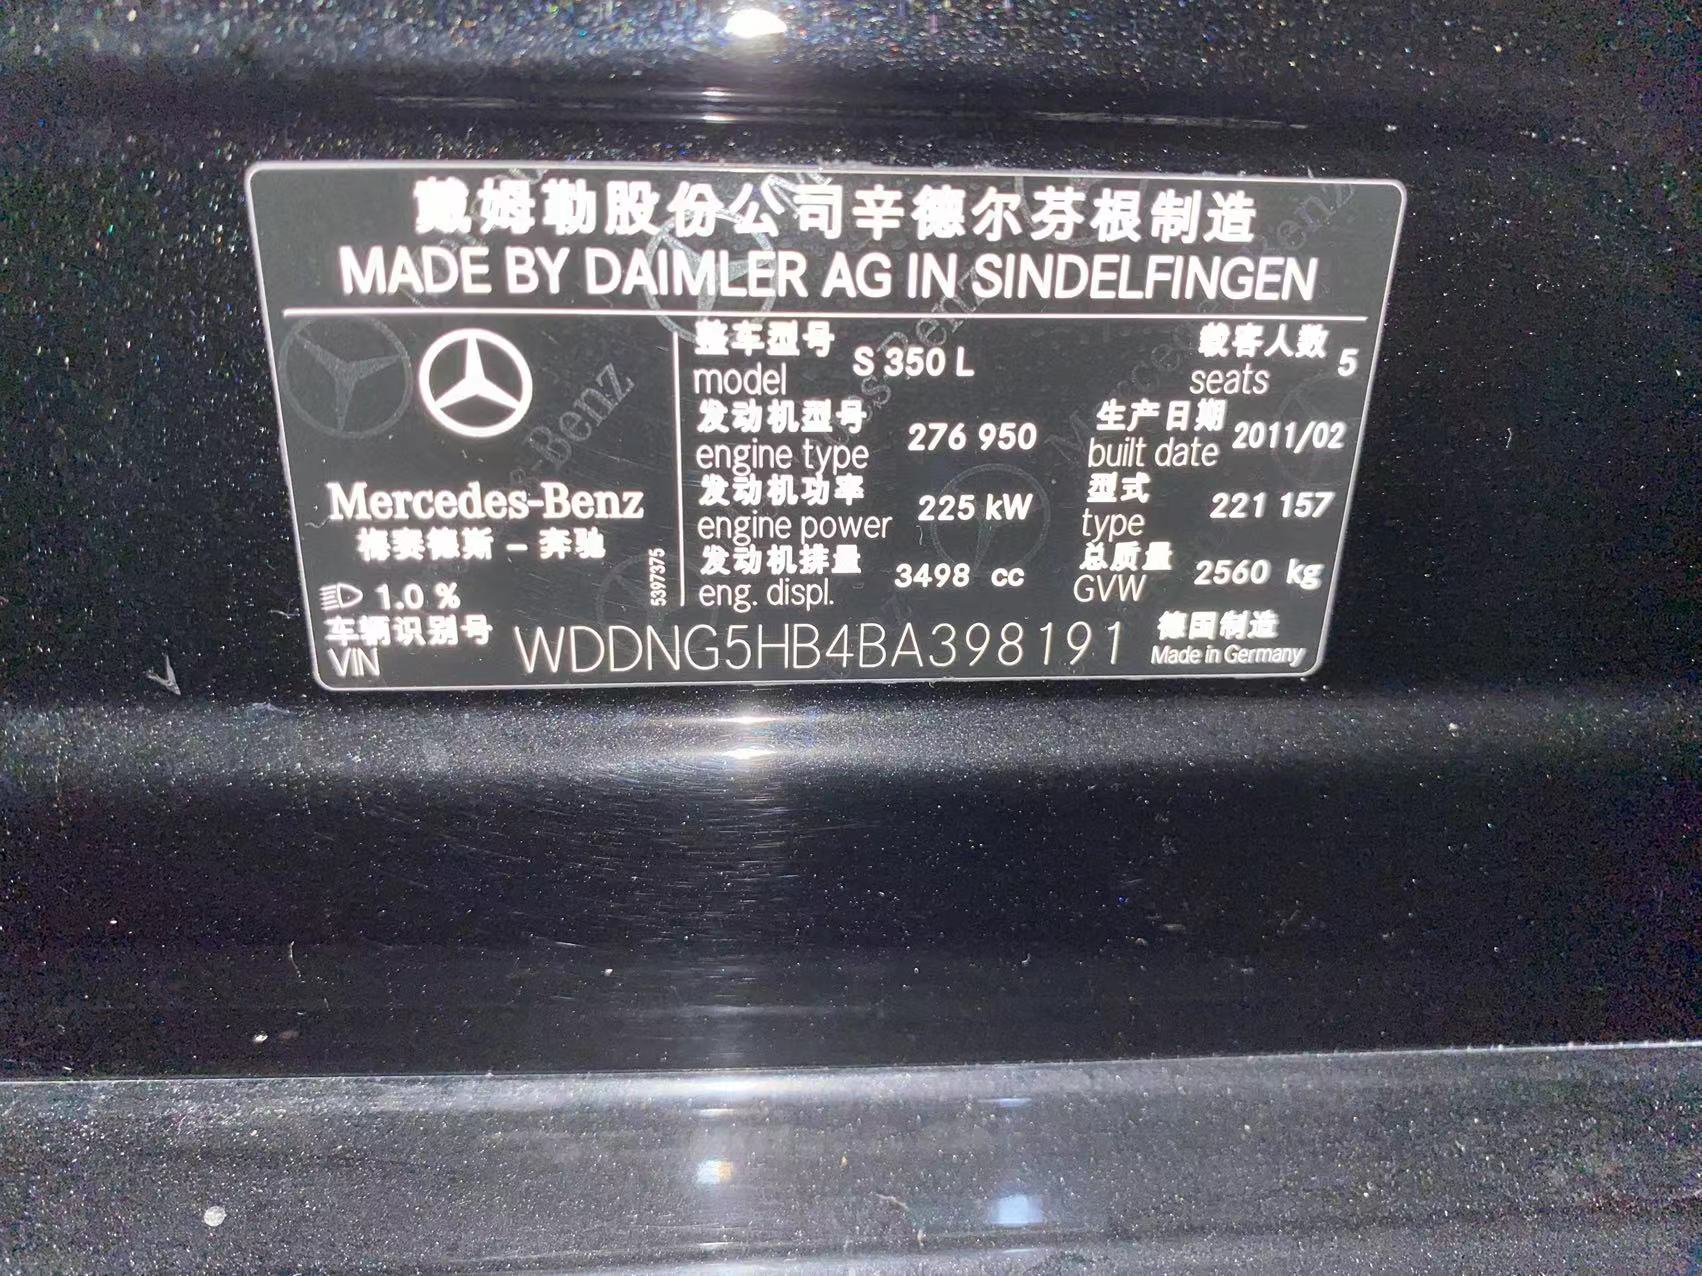 戴姆勒股份公司辛德尔芬根制造
MADE BY DAIMLER AG IN SINDELFINGEN
整车型号 model S 350 L
载客人数 seats 5
发动机型号 engine type 276 950
生产日期 built date 2011/02
发动机功率 engine power 225 kW
型式 type 221 157
发动机排量 eng. displ. 3498 cc
总质量 GVW 2560 kg
Mercedes-Benz
梅赛德斯－奔驰
5397375
1.0 %
车辆识别号 VIN WDDNG5HB4BA398191
德国制造
Made in Germany